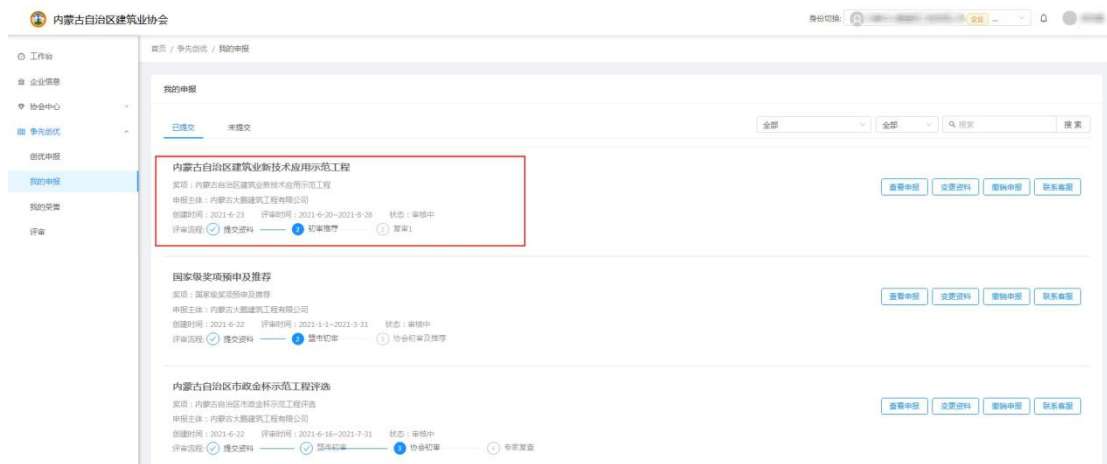 内蒙古自治区建筑业协会
身份切换:
企业
首页 / 争先创优 / 我的申报
工作台
企业信息
协会中心
争先创优
创优申报
我的申报
我的荣誉
评审
我的申报
已提交 未提交
全部 全部 搜索 搜索
内蒙古自治区建筑业新技术应用示范工程
奖项：内蒙古自治区建筑业新技术应用示范工程
申报主体：内蒙古大鹏建筑工程有限公司
创建时间：2021-6-23 评审时间：2021-6-20~2021-6-28 状态：审核中
评审流程: 提交资料 2 初审推荐 3 复审1
查看申报 变更资料 撤销申报 联系客服
国家级奖项预申及推荐
奖项：国家级奖项预申及推荐
申报主体：内蒙古大鹏建筑工程有限公司
创建时间：2021-6-22 评审时间：2021-1-1~2021-3-31 状态：审核中
评审流程: 提交资料 2 盟市初审 3 协会初审及推荐
查看申报 变更资料 撤销申报 联系客服
内蒙古自治区市政金杯示范工程评选
奖项：内蒙古自治区市政金杯示范工程评选
申报主体：内蒙古大鹏建筑工程有限公司
创建时间：2021-6-22 评审时间：2021-6-16~2021-7-31 状态：审核中
评审流程: 提交资料 盟市初审 3 协会初审 4 专家复查
查看申报 变更资料 撤销申报 联系客服